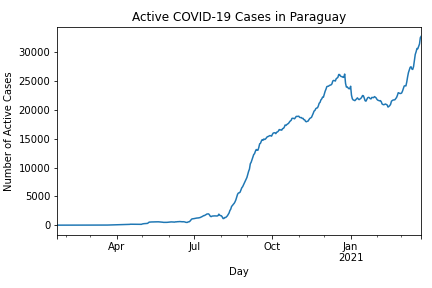 Active COVID-19 Cases in Paraguay
Number of Active Cases
30000
25000
20000
15000
10000
5000
0
Apr
Jul
Oct
Jan
2021
Day